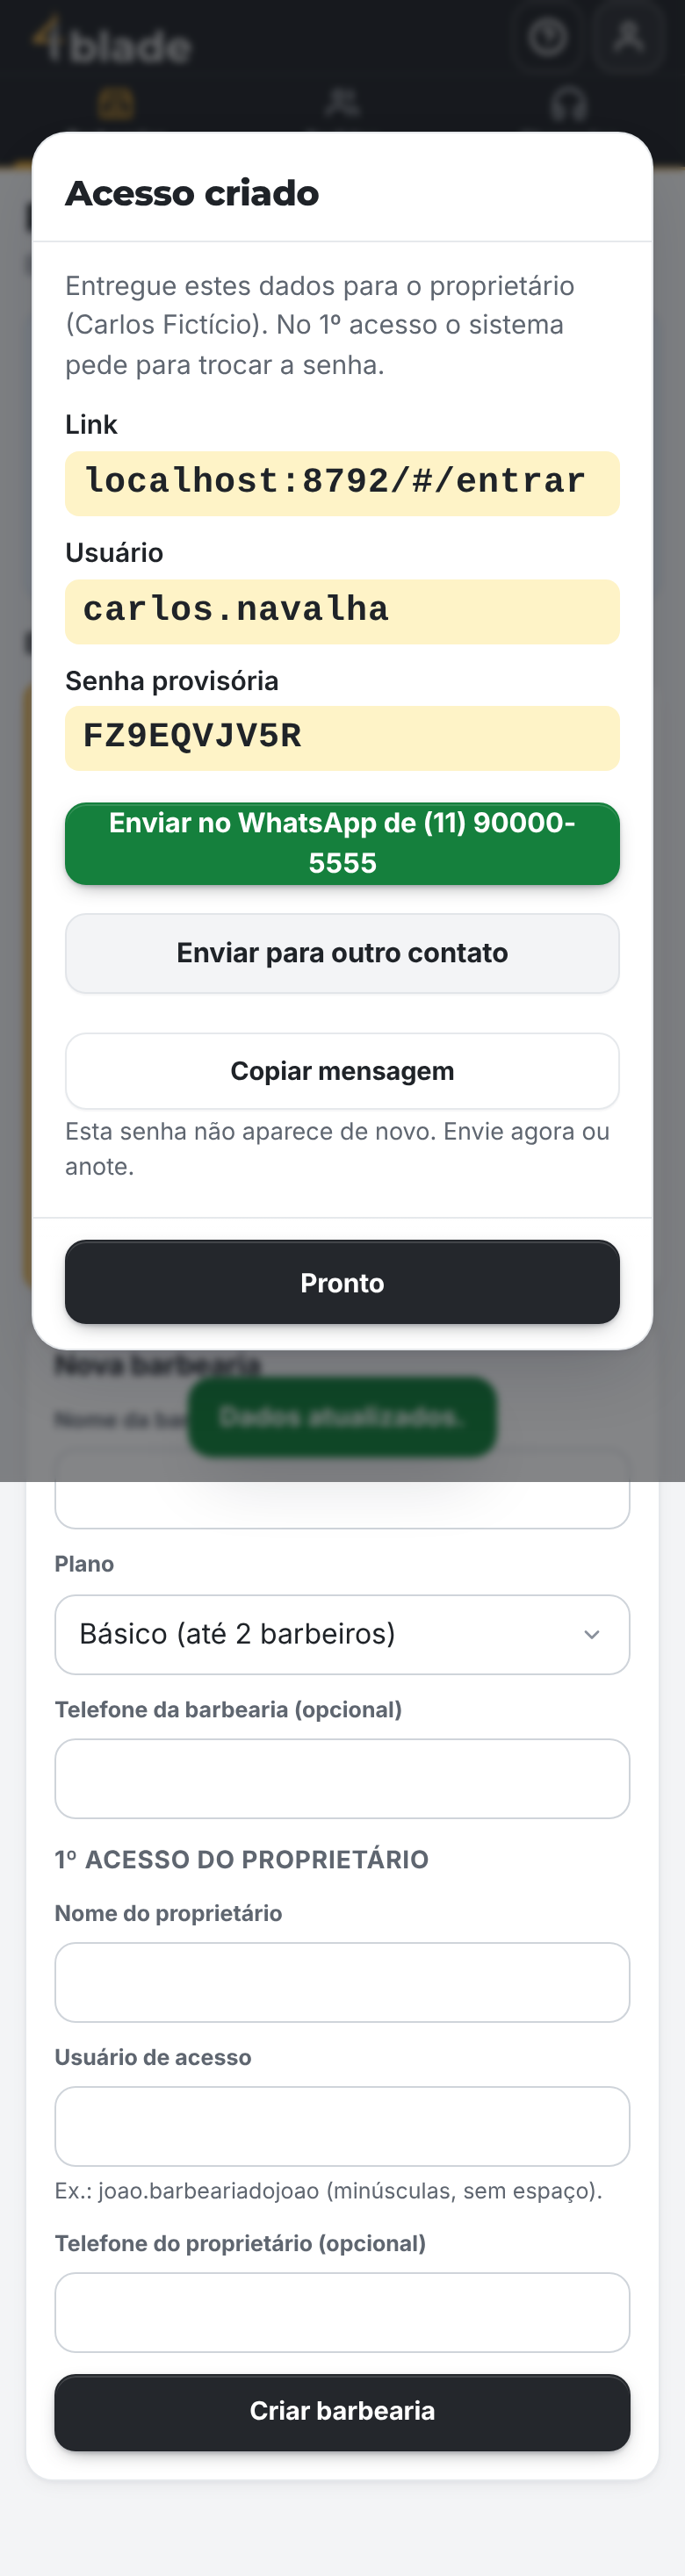 blade
Acesso criado
Entregue estes dados para o proprietário
(Carlos Fictício). No 1º acesso o sistema
pede para trocar a senha.
Link
localhost:8792/#/entrar
Usuário
carlos.navalha
Senha provisória
FZ9EQVJV5R
Enviar no WhatsApp de (11) 90000-
5555
Enviar para outro contato
Copiar mensagem
Esta senha não aparece de novo. Envie agora ou
anote.
Pronto
Nova barbearia
Nome da
Dados atualizados.
Plano
Básico (até 2 barbeiros)
Telefone da barbearia (opcional)
1º ACESSO DO PROPRIETÁRIO
Nome do proprietário
Usuário de acesso
Ex.: joao.barbeariadojoao (minúsculas, sem espaço).
Telefone do proprietário (opcional)
Criar barbearia